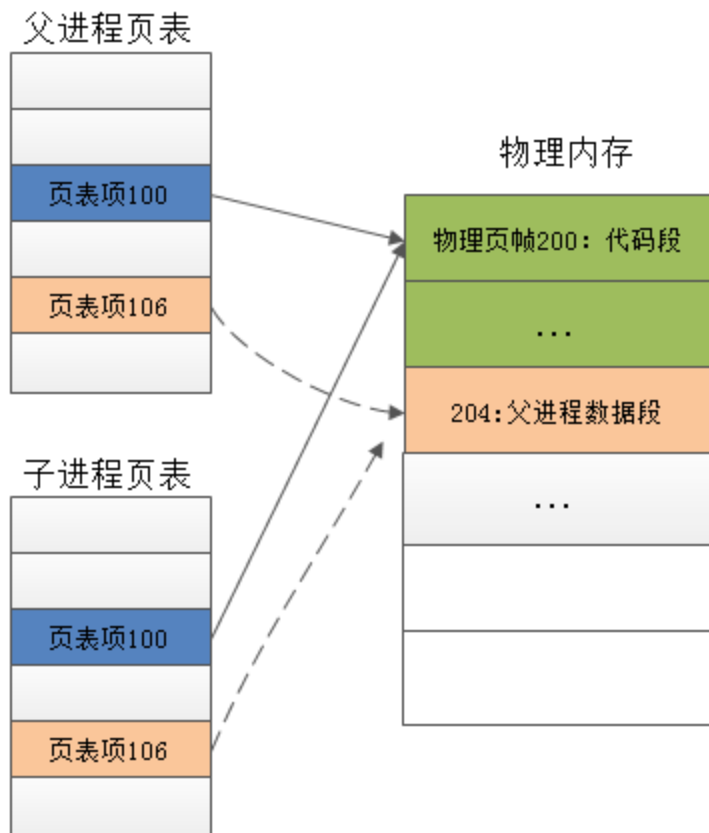 父进程页表
页表项100
页表项106
子进程页表
页表项100
页表项106
物理内存
物理页帧200: 代码段
...
204:父进程数据段
...